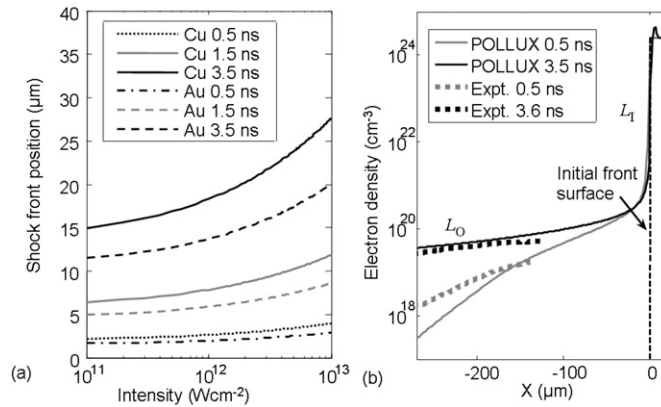 40
35
30
25
20
15
10
5
0
Shock front position (µm)
Cu 0.5 ns
Cu 1.5 ns
Cu 3.5 ns
Au 0.5 ns
Au 1.5 ns
Au 3.5 ns
10^11
10^12
10^13
Intensity (Wcm^-2)
(a)
10^24
10^22
10^20
10^18
Electron density (cm^-3)
POLLUX 0.5 ns
POLLUX 3.5 ns
Expt. 0.5 ns
Expt. 3.6 ns
L_I
Initial front
surface
L_O
-200
-100
0
X (µm)
(b)